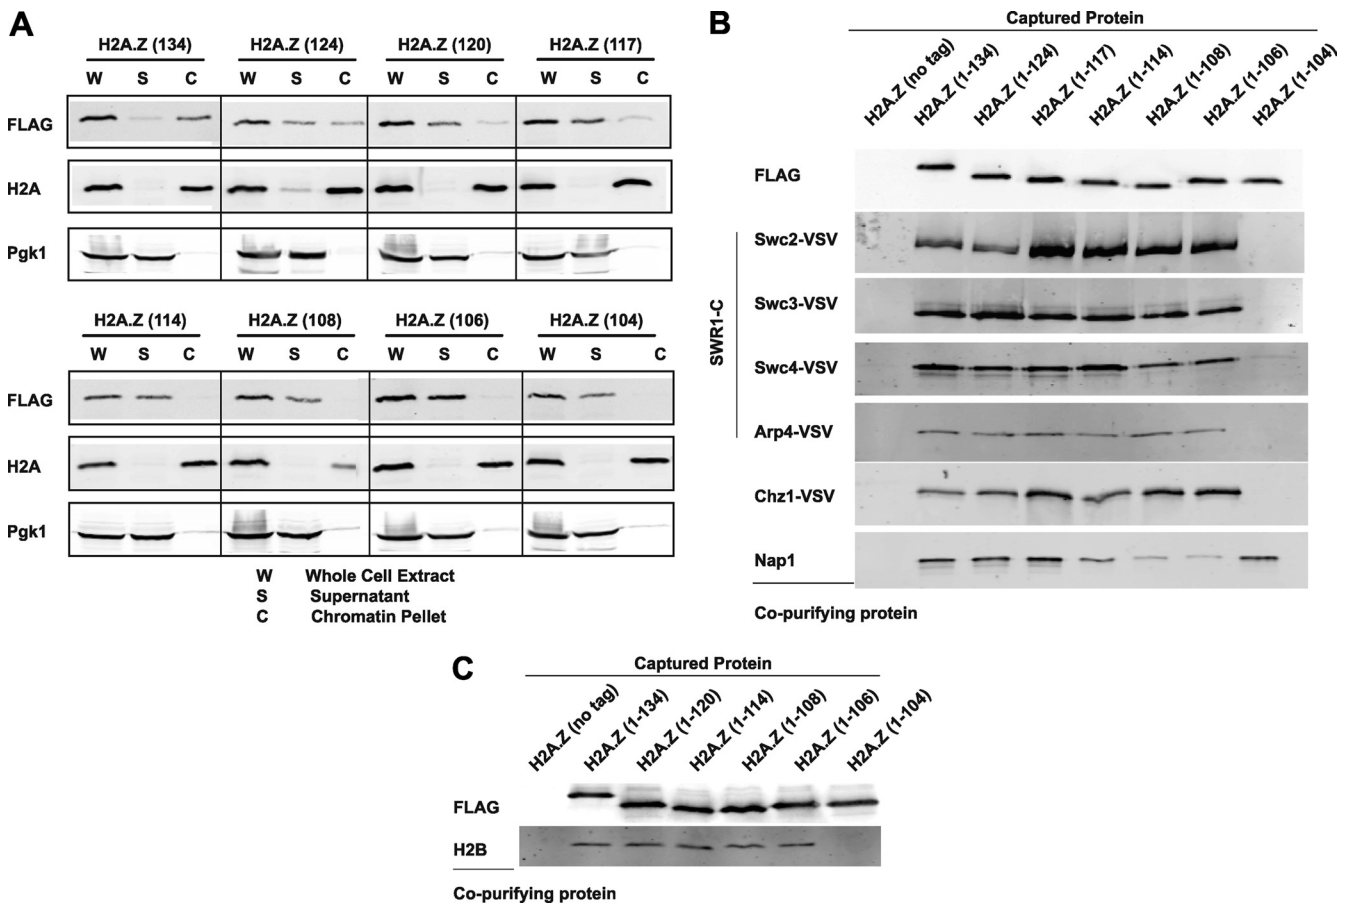 A
H2A.Z (134) H2A.Z (124) H2A.Z (120) H2A.Z (117)
W S C W S C W S C W S C
FLAG
H2A
Pgk1
H2A.Z (114) H2A.Z (108) H2A.Z (106) H2A.Z (104)
W S C W S C W S C W S C
FLAG
H2A
Pgk1
W Whole Cell Extract
S Supernatant
C Chromatin Pellet
B
Captured Protein
H2A.Z (no tag)
H2A.Z (1-134)
H2A.Z (1-124)
H2A.Z (1-117)
H2A.Z (1-114)
H2A.Z (1-108)
H2A.Z (1-106)
H2A.Z (1-104)
FLAG
SWR1-C
Swc2-VSV
Swc3-VSV
Swc4-VSV
Arp4-VSV
Chz1-VSV
Nap1
Co-purifying protein
C
Captured Protein
H2A.Z (no tag)
H2A.Z (1-134)
H2A.Z (1-120)
H2A.Z (1-114)
H2A.Z (1-108)
H2A.Z (1-106)
H2A.Z (1-104)
FLAG
H2B
Co-purifying protein